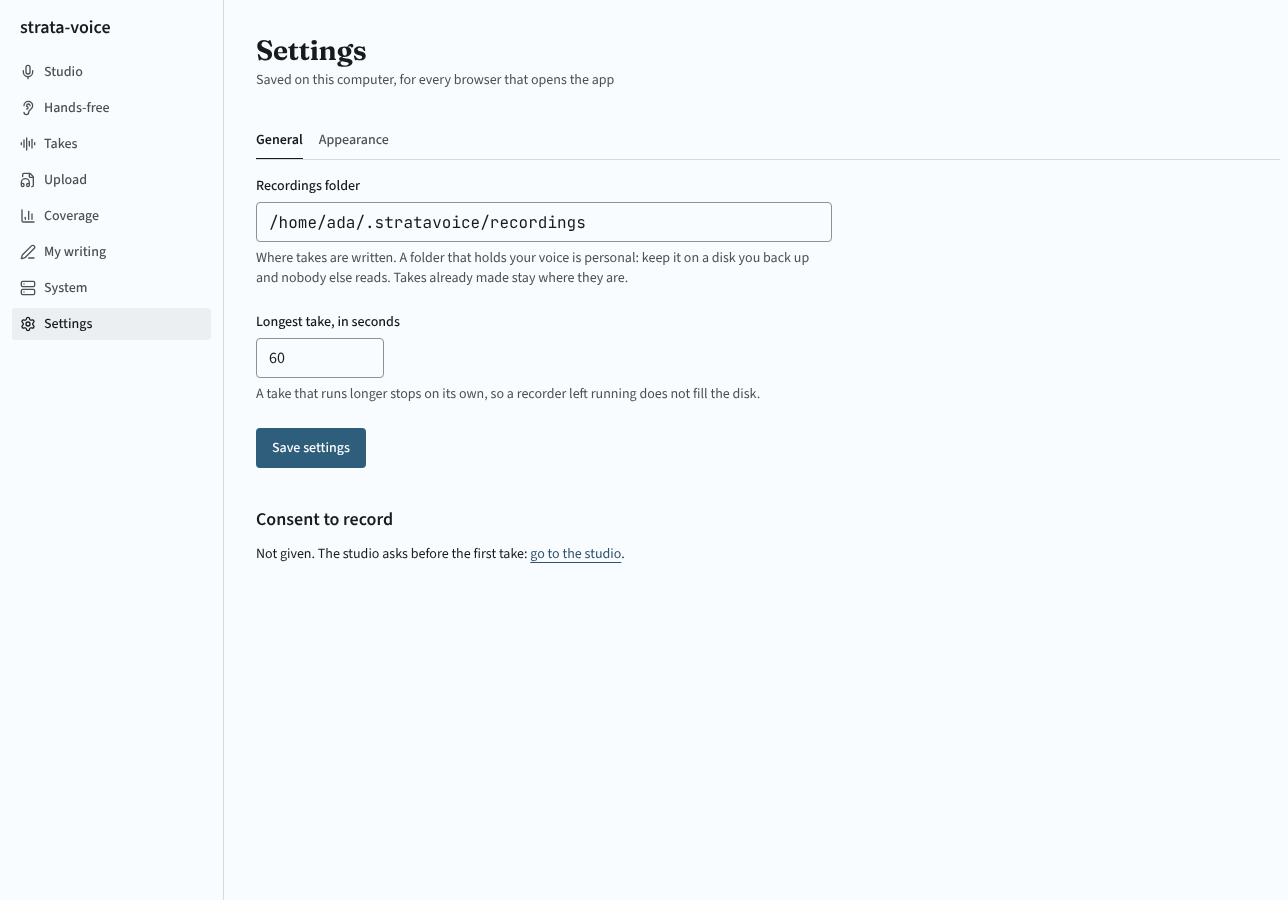 strata-voice
Studio
Hands-free
Takes
Upload
Coverage
My writing
System
Settings
Settings
Saved on this computer, for every browser that opens the app
General
Appearance
Recordings folder
/home/ada/.stratavoice/recordings
Where takes are written. A folder that holds your voice is personal: keep it on a disk you back up
and nobody else reads. Takes already made stay where they are.
Longest take, in seconds
60
A take that runs longer stops on its own, so a recorder left running does not fill the disk.
Save settings
Consent to record
Not given. The studio asks before the first take: go to the studio.